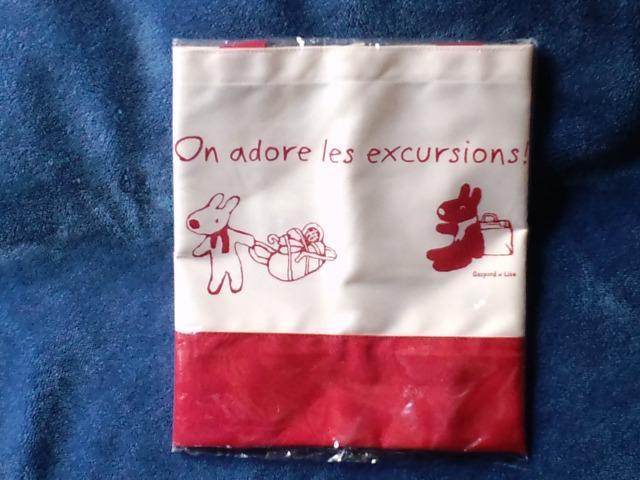 On adore les excursions!
Gaspard et Lisa